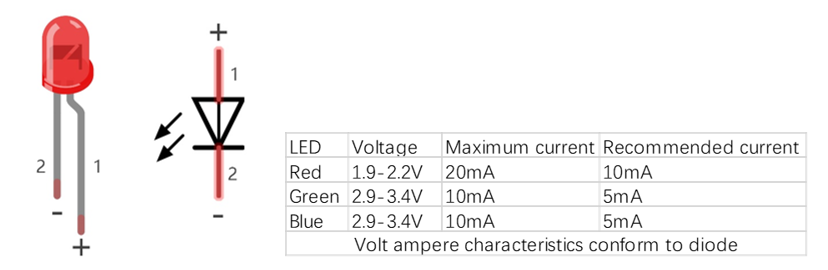 +
1
2
-
2
1
-
+
LED Voltage Maximum current Recommended current
Red 1.9-2.2V 20mA 10mA
Green 2.9-3.4V 10mA 5mA
Blue 2.9-3.4V 10mA 5mA
Volt ampere characteristics conform to diode